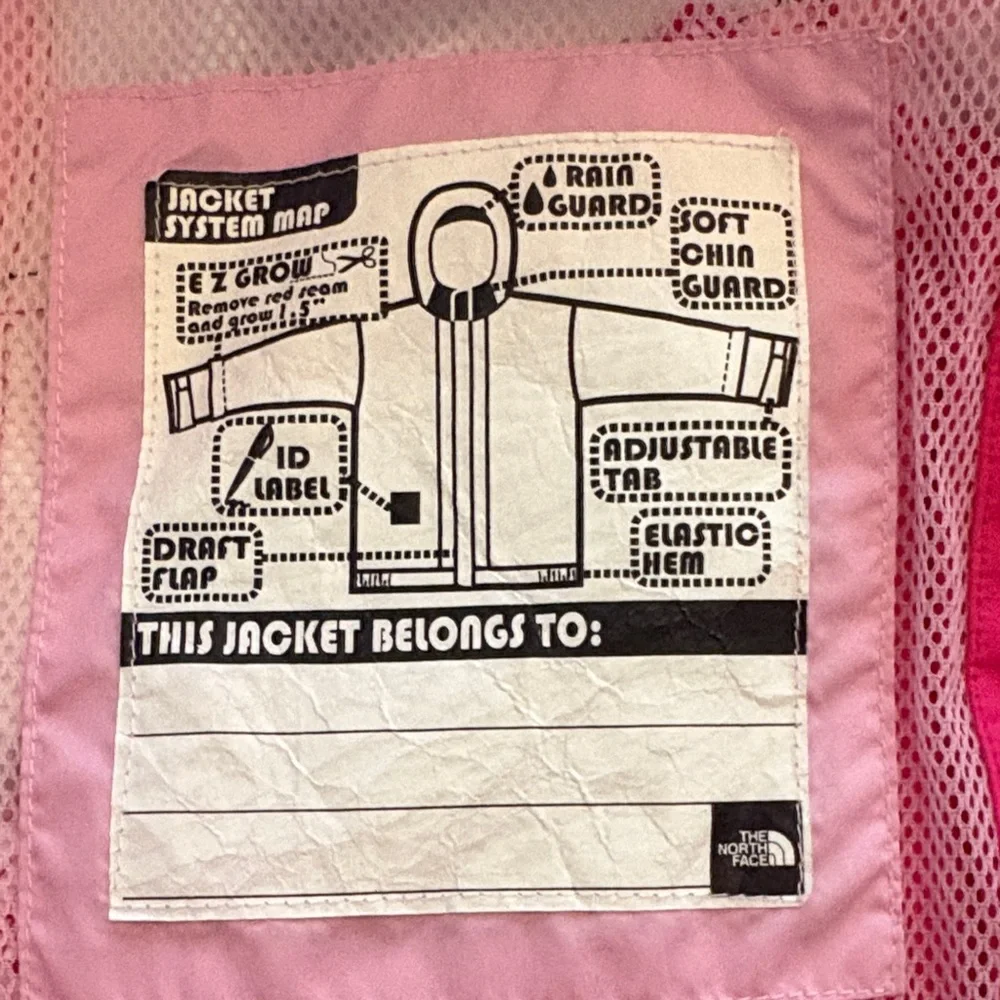 JACKET
SYSTEM MAP
RAIN
GUARD
SOFT
CHIN
GUARD
E Z GROW
Remove red seam
and grow 1.5"
ID
LABEL
ADJUSTABLE
TAB
DRAFT
FLAP
ELASTIC
HEM
THIS JACKET BELONGS TO:
THE
NORTH
FACE